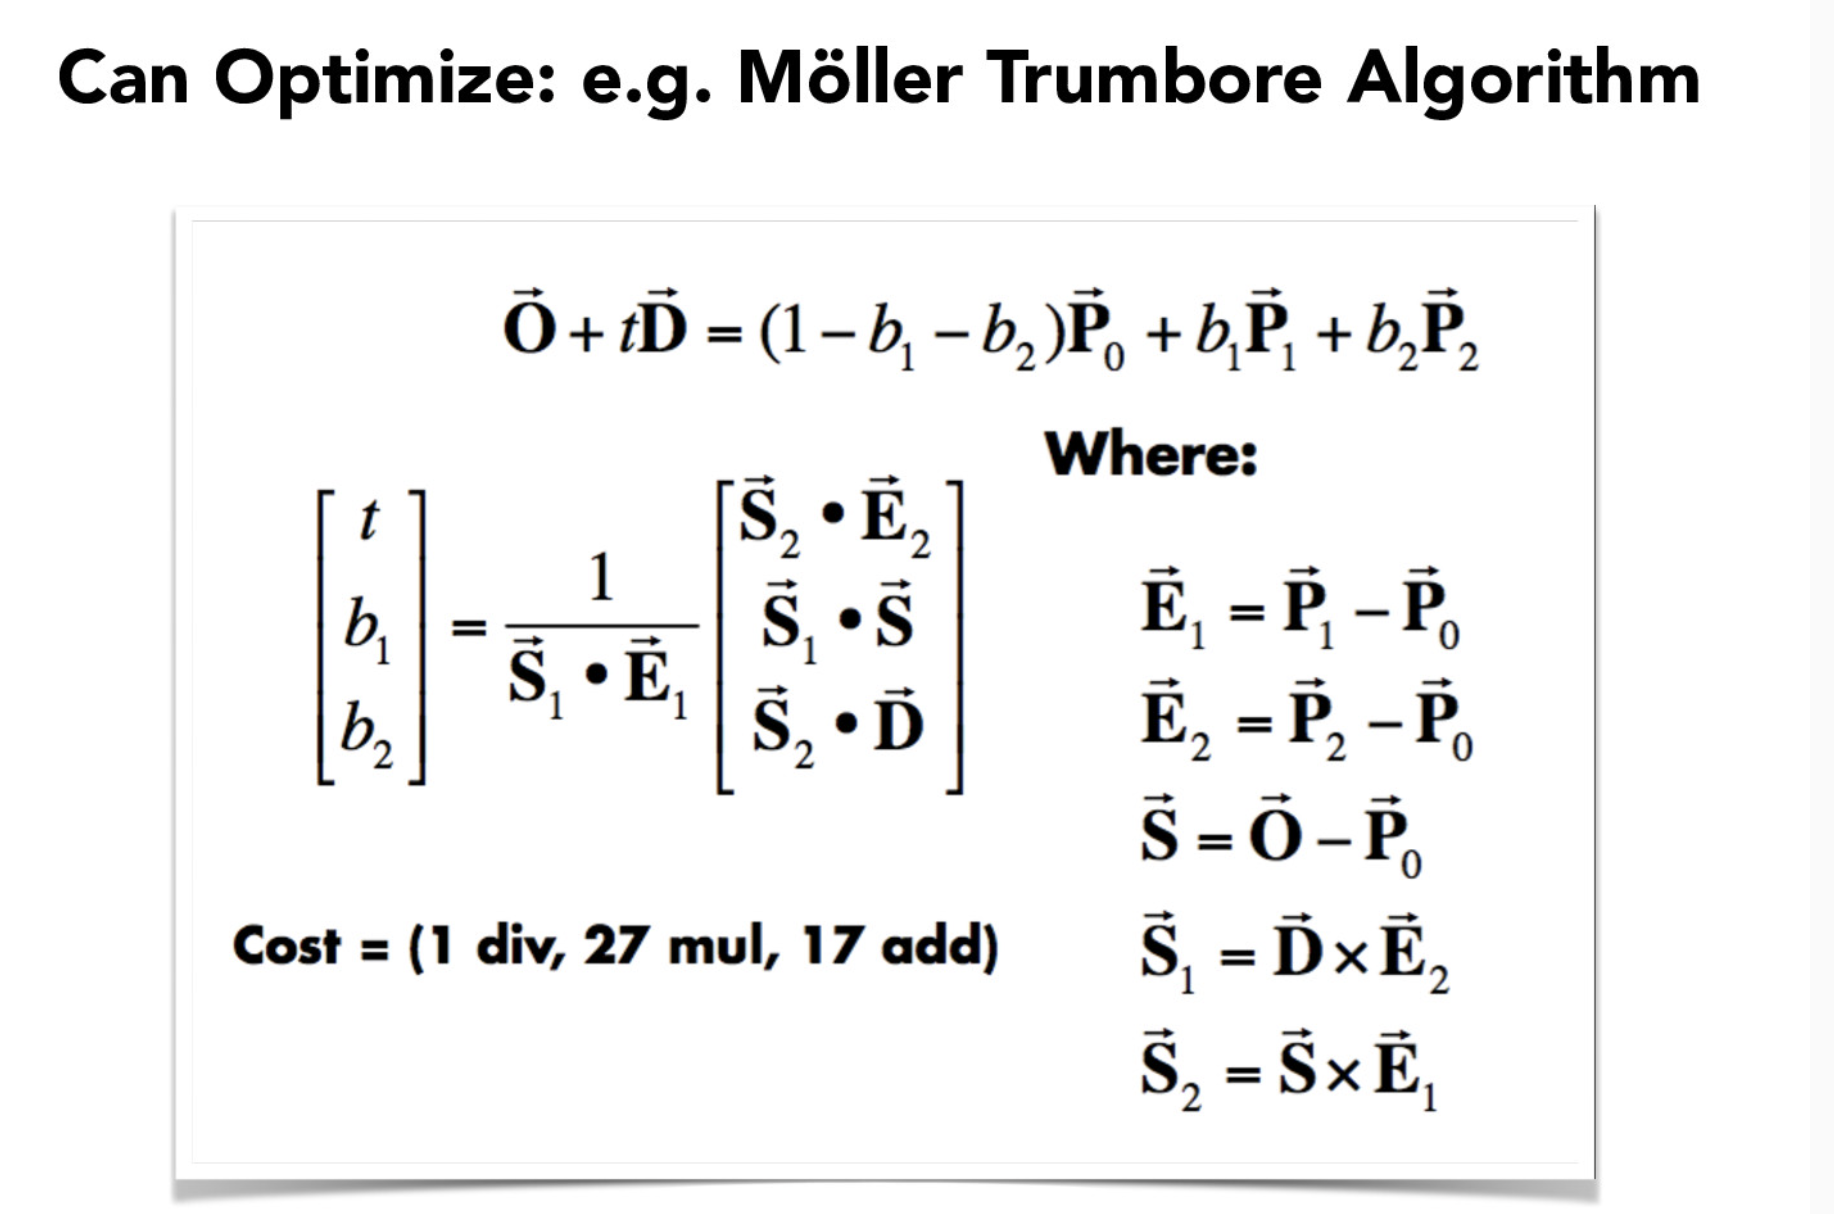 Can Optimize: e.g. Möller Trumbore Algorithm
$\vec{\mathbf{O}} + t\vec{\mathbf{D}} = (1 - b_1 - b_2)\vec{\mathbf{P}}_0 + b_1\vec{\mathbf{P}}_1 + b_2\vec{\mathbf{P}}_2$
$\begin{bmatrix} t \\ b_1 \\ b_2 \end{bmatrix} = \frac{1}{\vec{\mathbf{S}}_1 \bullet \vec{\mathbf{E}}_1} \begin{bmatrix} \vec{\mathbf{S}}_2 \bullet \vec{\mathbf{E}}_2 \\ \vec{\mathbf{S}}_1 \bullet \vec{\mathbf{S}} \\ \vec{\mathbf{S}}_2 \bullet \vec{\mathbf{D}} \end{bmatrix}$
Cost = (1 div, 27 mul, 17 add)
Where:
$\vec{\mathbf{E}}_1 = \vec{\mathbf{P}}_1 - \vec{\mathbf{P}}_0$
$\vec{\mathbf{E}}_2 = \vec{\mathbf{P}}_2 - \vec{\mathbf{P}}_0$
$\vec{\mathbf{S}} = \vec{\mathbf{O}} - \vec{\mathbf{P}}_0$
$\vec{\mathbf{S}}_1 = \vec{\mathbf{D}} \times \vec{\mathbf{E}}_2$
$\vec{\mathbf{S}}_2 = \vec{\mathbf{S}} \times \vec{\mathbf{E}}_1$